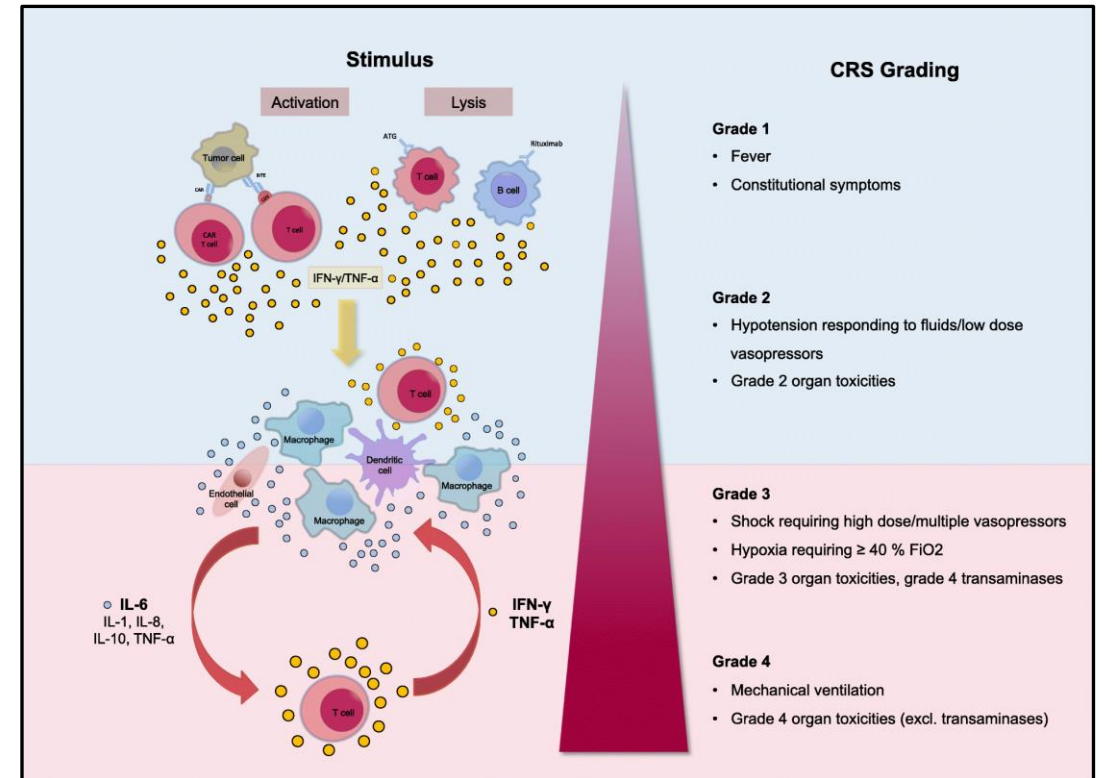 Stimulus
Activation
Lysis
ATG
Rituximab
Tumor cell
T cell
B cell
CAR
BiTE
CAR
T cell
T cell
IFN-γ/TNF-α
T cell
Macrophage
Dendritic
cell
Macrophage
Endothelial
cell
Macrophage
IL-6
IL-1, IL-8,
IL-10, TNF-α
IFN-γ
TNF-α
T cell
CRS Grading
Grade 1
• Fever
• Constitutional symptoms
Grade 2
• Hypotension responding to fluids/low dose
vasopressors
• Grade 2 organ toxicities
Grade 3
• Shock requiring high dose/multiple vasopressors
• Hypoxia requiring ≥ 40 % FiO2
• Grade 3 organ toxicities, grade 4 transaminases
Grade 4
• Mechanical ventilation
• Grade 4 organ toxicities (excl. transaminases)